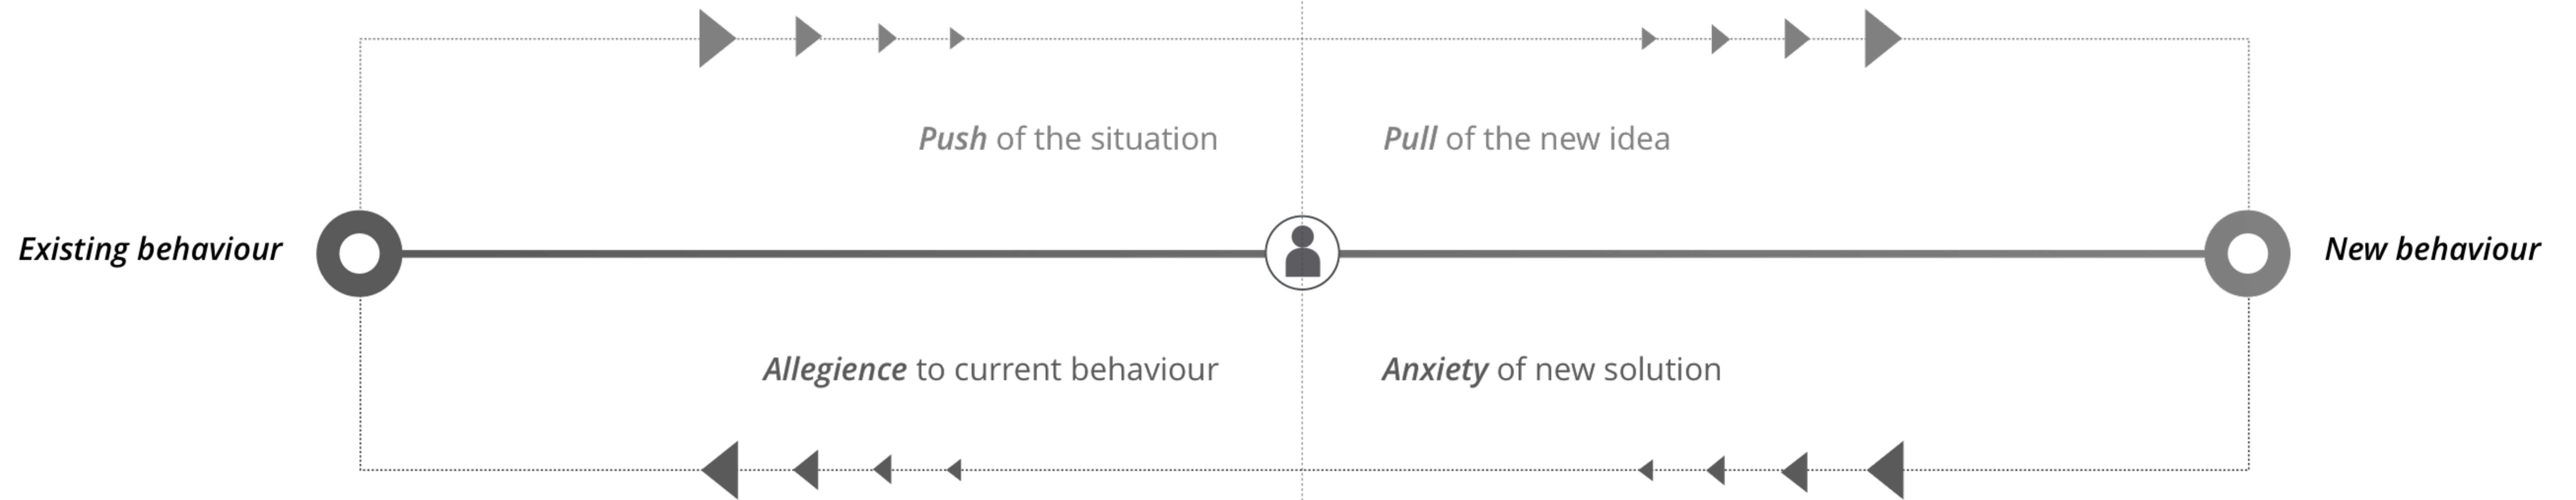 Push of the situation
Pull of the new idea
Existing behaviour
New behaviour
Allegience to current behaviour
Anxiety of new solution